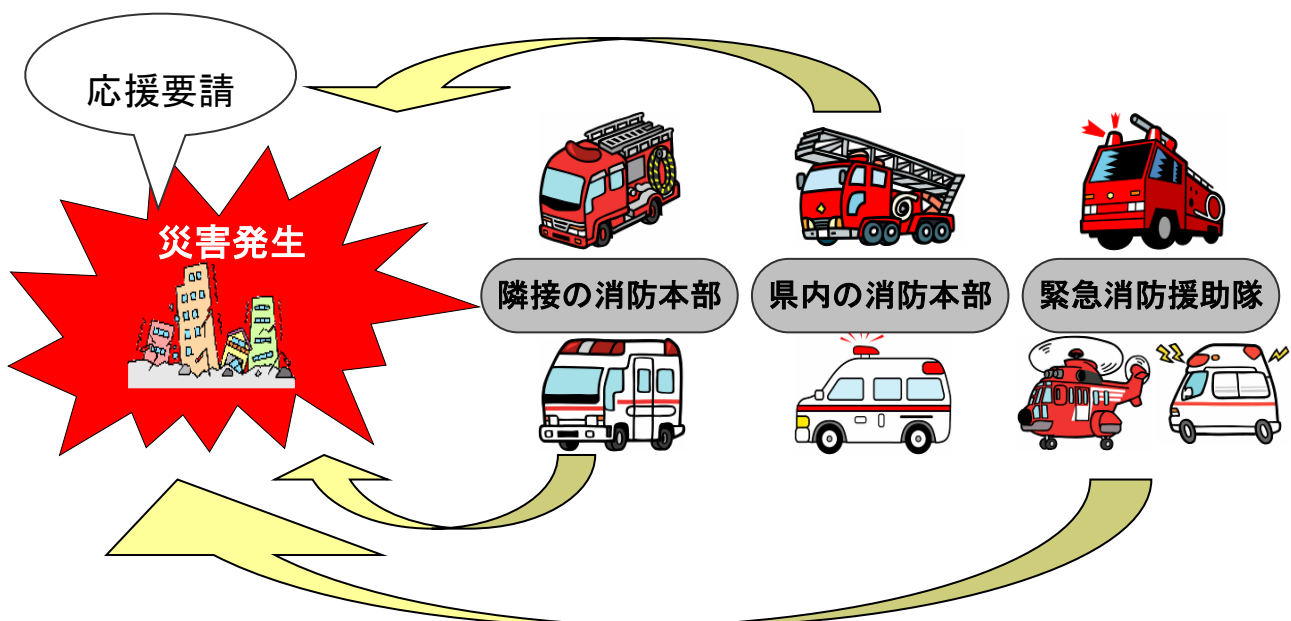 応援要請
災害発生
隣接の消防本部
県内の消防本部
緊急消防援助隊